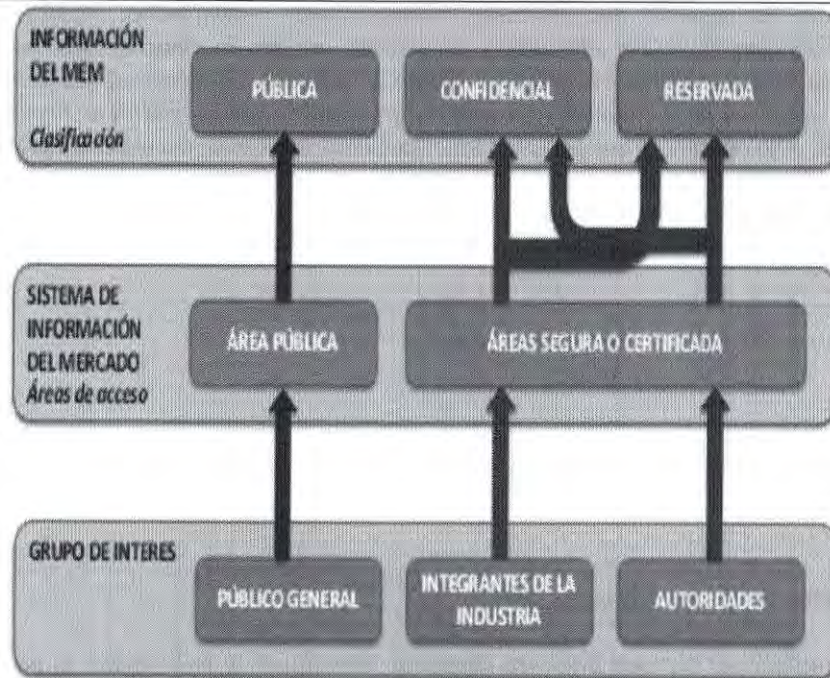 INFORMACIÓN
DEL MEM
Clasificación
PÚBLICA
CONFIDENCIAL
RESERVADA
SISTEMA DE
INFORMACIÓN
DEL MERCADO
Áreas de acceso
ÁREA PÚBLICA
ÁREAS SEGURA O CERTIFICADA
GRUPO DE INTERES
PÚBLICO GENERAL
INTEGRANTES DE LA
INDUSTRIA
AUTORIDADES